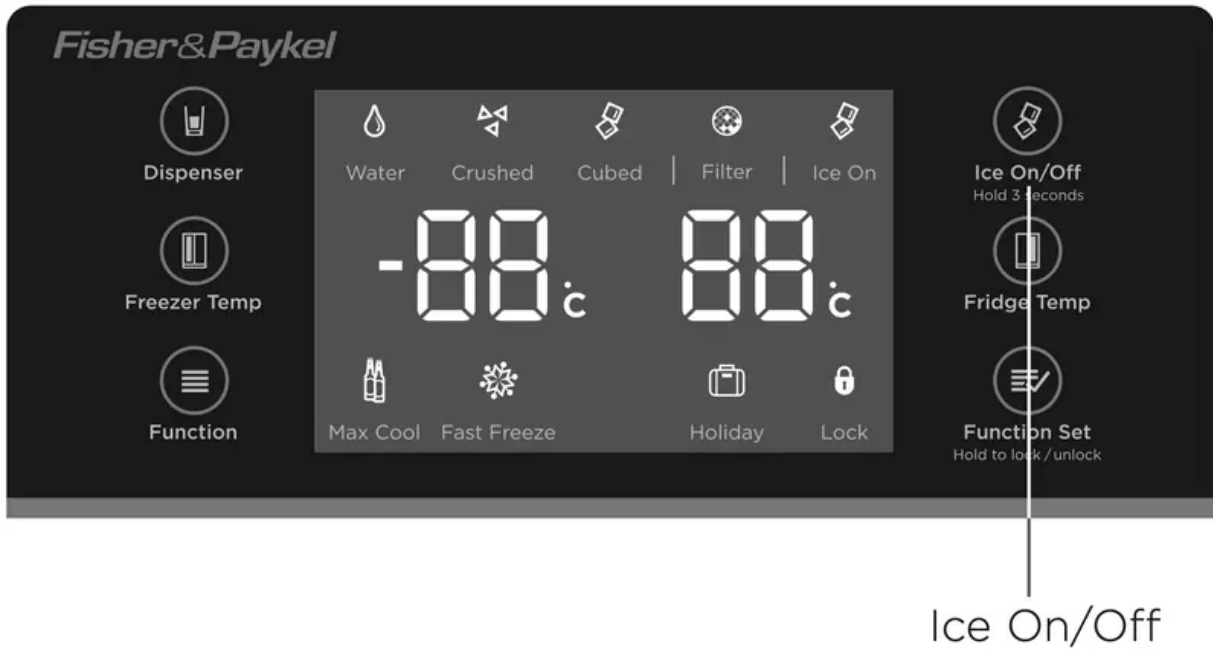 Fisher&Paykel
Dispenser
Water
Crushed
Cubed
Filter
Ice On
Ice On/Off
Hold 3 seconds
Freezer Temp
-88°C
88°C
Fridge Temp
Function
Max Cool
Fast Freeze
Holiday
Lock
Function Set
Hold to lock/unlock
Ice On/Off